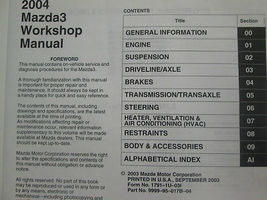 2004
Mazda3
Workshop
Manual
FOREWORD
This manual contains on-vehicle service and
diagnosis procedures for the Mazda3.
A thorough familiarization with this manual
is important for proper repair and
maintenance. It should always be kept in
a handy place for quick and easy reference.
The contents of this manual, including
drawings and specifications, are the latest
available at the time of printing.
As modifications affecting repair or
maintenance occur, relevant information
supplementary to this volume will be made
available at Mazda dealers. This manual
should be kept up-to-date.
Mazda Motor Corporation reserves the right
to alter the specifications and contents of
this manual without obligation or advance
notice.
All rights reserved. No part of this book
may be reproduced or used in any form or
by any means, electronic or
mechanical—including photocopying and
CONTENTS
Title Section
GENERAL INFORMATION 00
ENGINE 01
SUSPENSION 02
DRIVELINE/AXLE 03
BRAKES 04
TRANSMISSION/TRANSAXLE 05
STEERING 06
HEATER, VENTILATION &
AIR CONDITIONING (HVAC) 07
RESTRAINTS 08
BODY & ACCESSORIES 09
ALPHABETICAL INDEX AI
© 2003 Mazda Motor Corporation
PRINTED IN U.S.A., SEPTEMBER 2003
Form No. 1791-1U-03I
Part No. 9999-95-017B-04